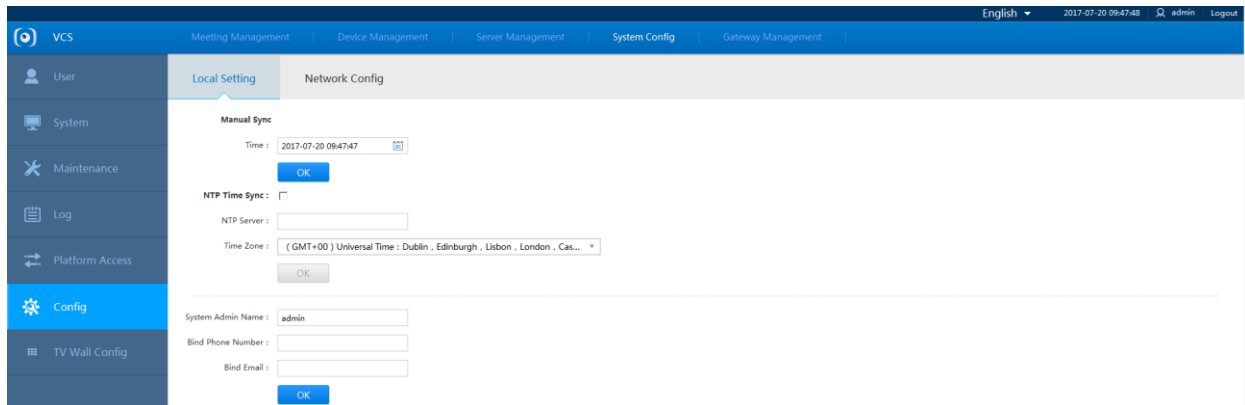 English 2017-07-20 09:47:48 admin Logout
VCS Meeting Management Device Management Server Management System Config Gateway Management
User
System
Maintenance
Log
Platform Access
Config
TV Wall Config
Local Setting Network Config
Manual Sync
Time : 2017-07-20 09:47:47
OK
NTP Time Sync :
NTP Server :
Time Zone : ( GMT+00 ) Universal Time : Dublin , Edinburgh , Lisbon , London , Cas...
OK
System Admin Name : admin
Bind Phone Number :
Bind Email :
OK